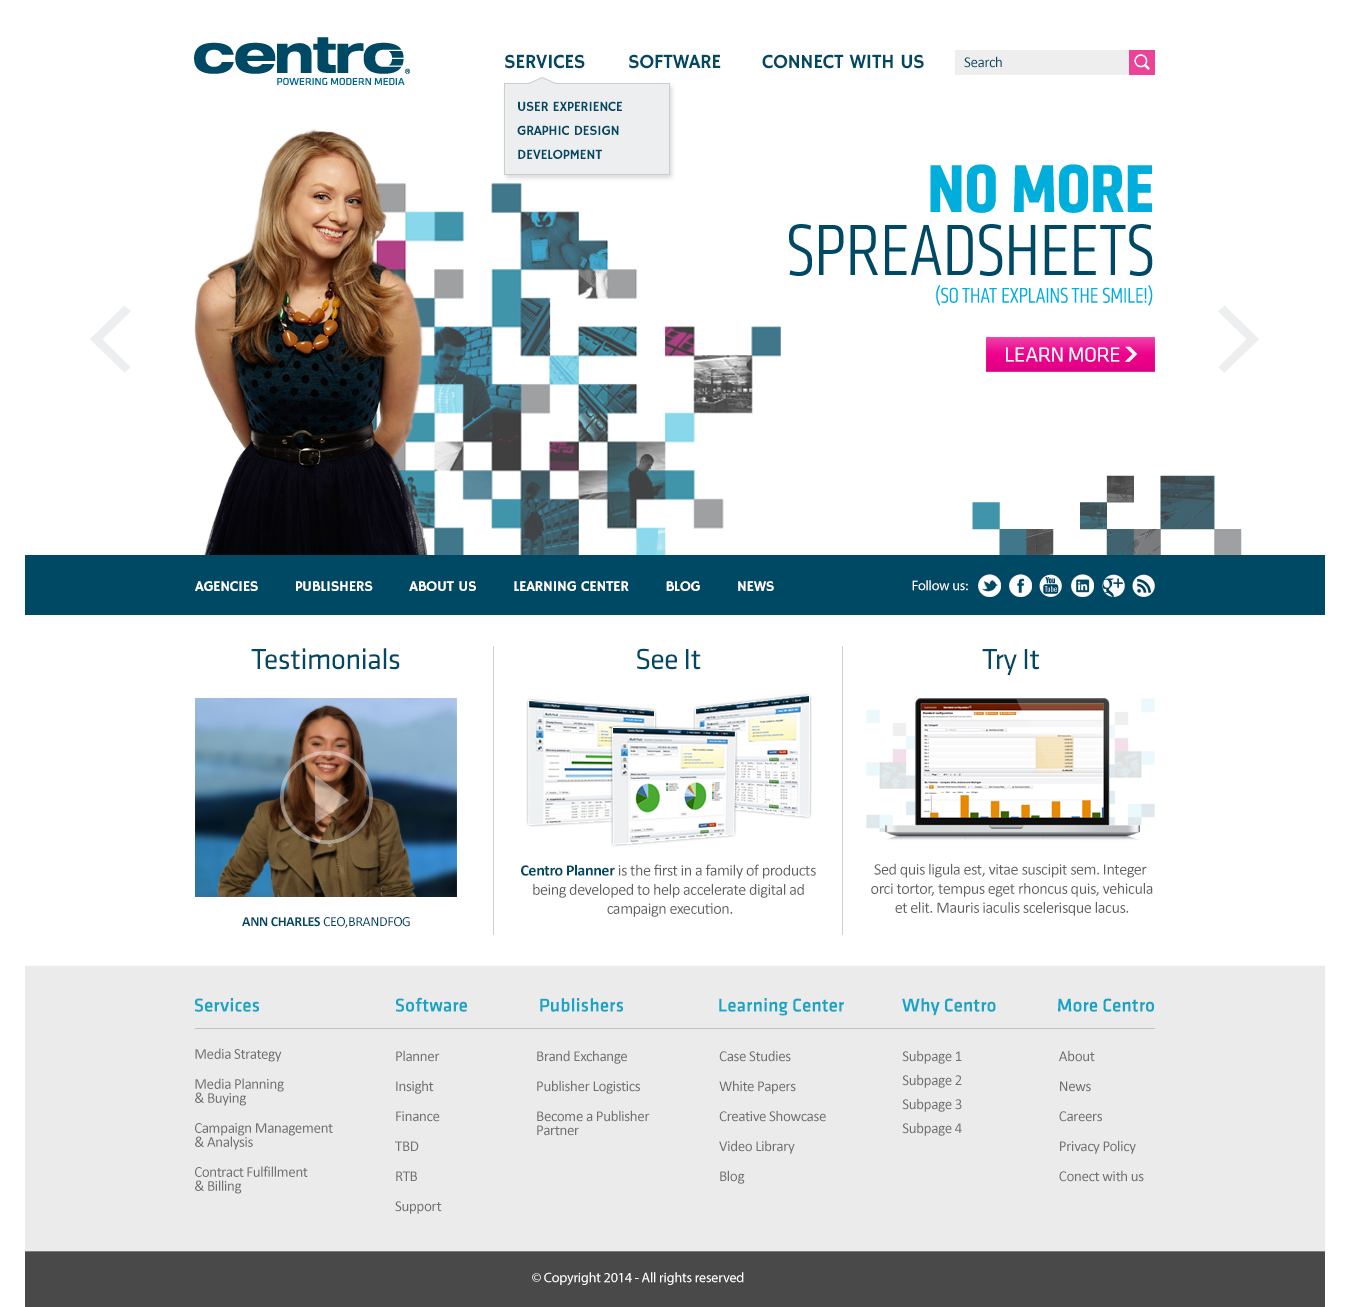 centro®
POWERING MODERN MEDIA
SERVICES SOFTWARE CONNECT WITH US Search
USER EXPERIENCE
GRAPHIC DESIGN
DEVELOPMENT
NO MORE
SPREADSHEETS
(SO THAT EXPLAINS THE SMILE!)
LEARN MORE
AGENCIES PUBLISHERS ABOUT US LEARNING CENTER BLOG NEWS Follow us:
Testimonials
ANN CHARLES CEO,BRANDFOG
See It
Centro Planner is the first in a family of products
being developed to help accelerate digital ad
campaign execution.
Try It
Sed quis ligula est, vitae suscipit sem. Integer
orci tortor, tempus eget rhoncus quis, vehicula
et elit. Mauris iaculis scelerisque lacus.
Services
Media Strategy
Media Planning
& Buying
Campaign Management
& Analysis
Contract Fulfillment
& Billing
Software
Planner
Insight
Finance
TBD
RTB
Support
Publishers
Brand Exchange
Publisher Logistics
Become a Publisher
Partner
Learning Center
Case Studies
White Papers
Creative Showcase
Video Library
Blog
Why Centro
Subpage 1
Subpage 2
Subpage 3
Subpage 4
More Centro
About
News
Careers
Privacy Policy
Conect with us
© Copyright 2014 - All rights reserved